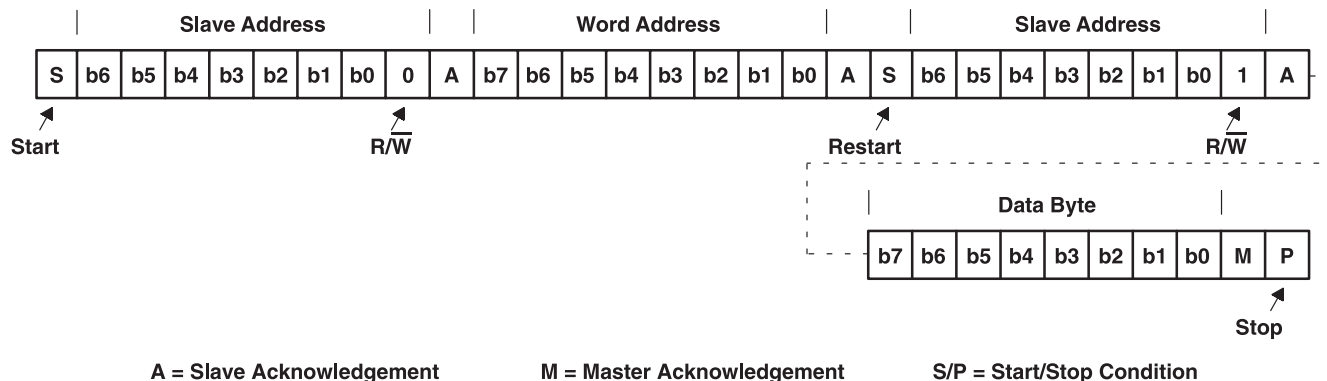 Slave Address Word Address Slave Address
S b6 b5 b4 b3 b2 b1 b0 0 A b7 b6 b5 b4 b3 b2 b1 b0 A S b6 b5 b4 b3 b2 b1 b0 1 A
Start R/W̅ Restart R/W̅
Data Byte
b7 b6 b5 b4 b3 b2 b1 b0 M P
Stop
A = Slave Acknowledgement M = Master Acknowledgement S/P = Start/Stop Condition